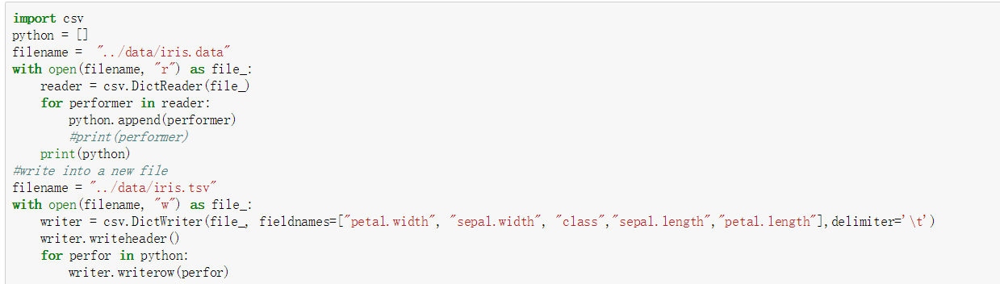 import csv
python = []
filename =  "../data/iris.data"
with open(filename, "r") as file_:
    reader = csv.DictReader(file_)
    for performer in reader:
        python.append(performer)
        #print(performer)
    print(python)
#write into a new file
filename = "../data/iris.tsv"
with open(filename, "w") as file_:
    writer = csv.DictWriter(file_, fieldnames=["petal.width", "sepal.width", "class","sepal.length","petal.length"],delimiter='\t')
    writer.writeheader()
    for perfor in python:
        writer.writerow(perfor)